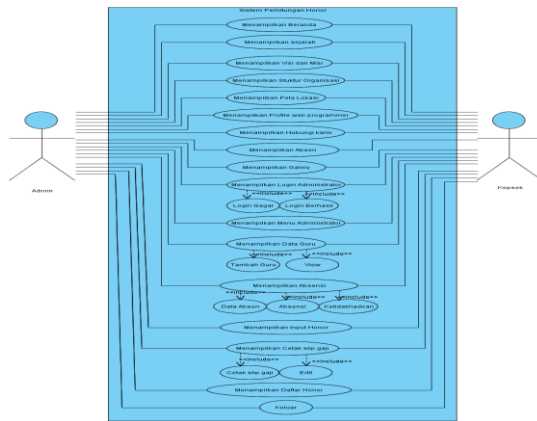 Sistem Perhitungan Honor
Menampilkan Beranda
Menampilkan sejarah
Menampilkan Visi dan Misi
Menampilkan Stuktur Organisasi
Menampilkan Peta Lokasi
Menampilkan Profile web programmer
Menampilkan Hubungi kami
Menampilkan Absen
Menampilkan Galery
Admin
Kepsek
Menampilkan Login Administrator
<<include>> <<include>>
Login Gagal Login Berhasil
Menampilkan Menu Administrator
Menampilkan Data Guru
<<include>> <<include>>
Tambah Guru View
Menampilkan Absensi
<<include>> <<include>> <<include>>
Data Absen Absensi Ketidakhadiran
Menampilkan Input Honor
Menampilkan Cetak slip gaji
<<include>> <<include>>
Cetak slip gaji Edit
Menampilkan Daftar Honor
Keluar